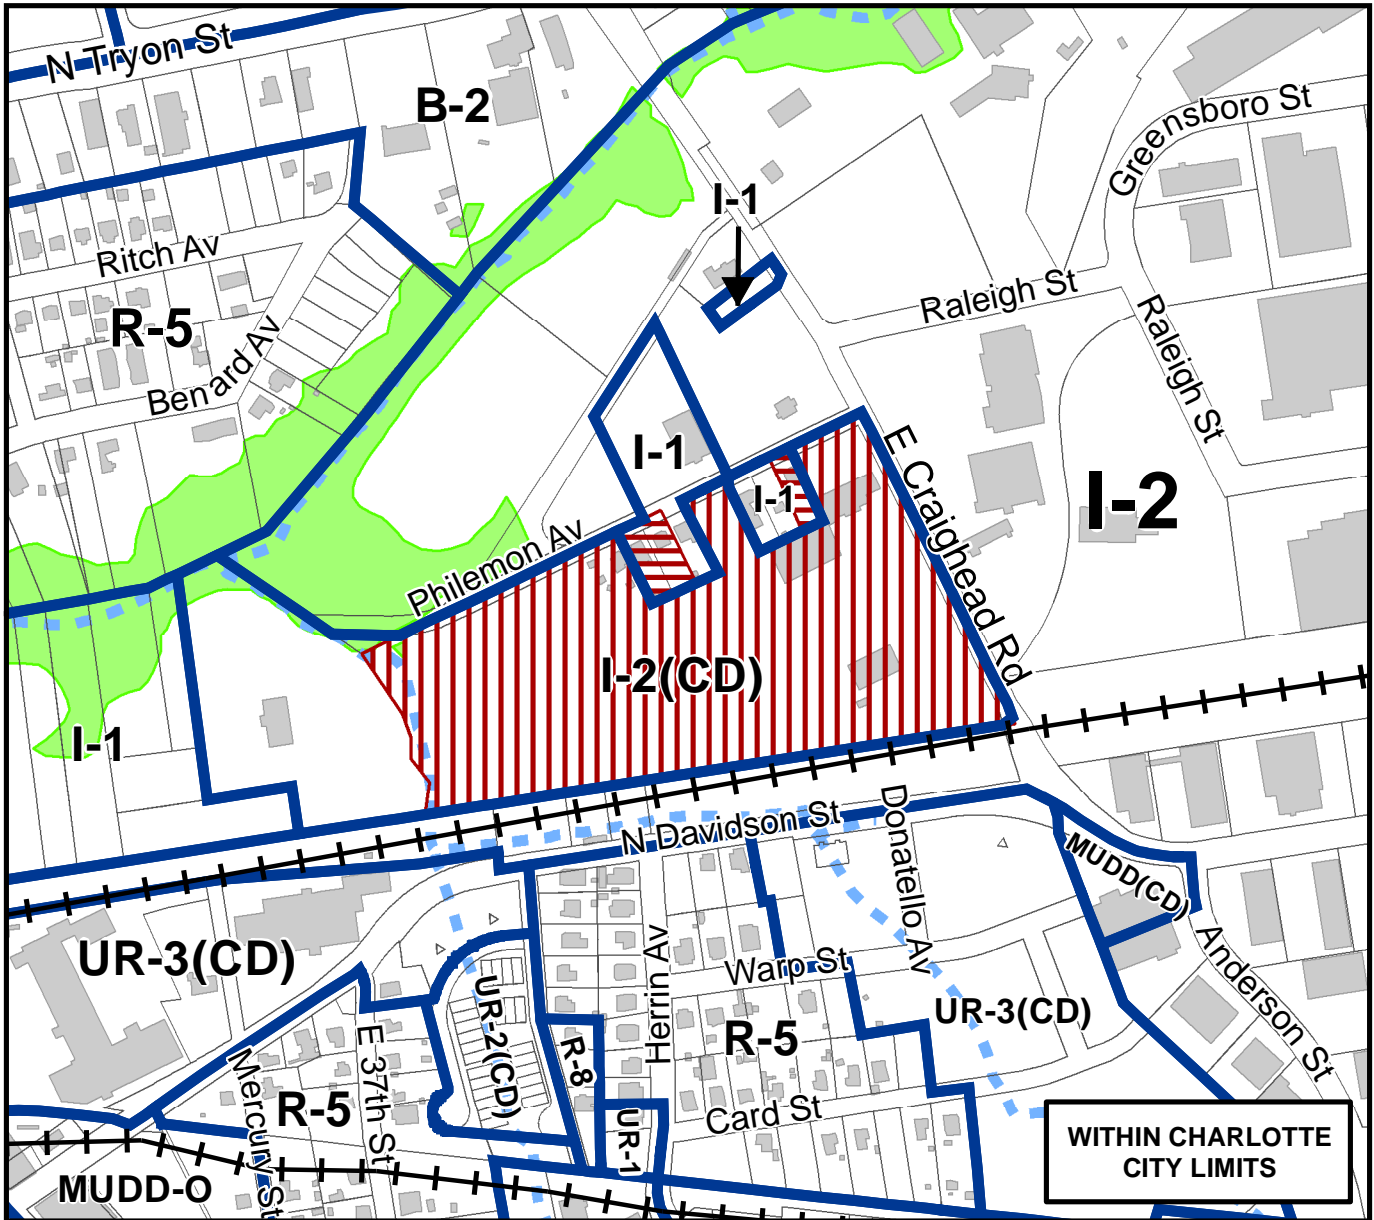 N Tryon St
B-2
Greensboro St
I-1
Ritch Av
Raleigh St
R-5
Raleigh St
Benard Av
I-1
E Craighead Rd
I-1
I-2
Philemon Av
I-2(CD)
I-1
N Davidson St
Donatello Av
MUDD(CD)
UR-3(CD)
Herrin Av
Warp St
Anderson St
UR-2(CD)
UR-3(CD)
E 37th St
R-8
R-5
Mercury St
R-5
Card St
UR-1
MUDD-O
WITHIN CHARLOTTE
CITY LIMITS